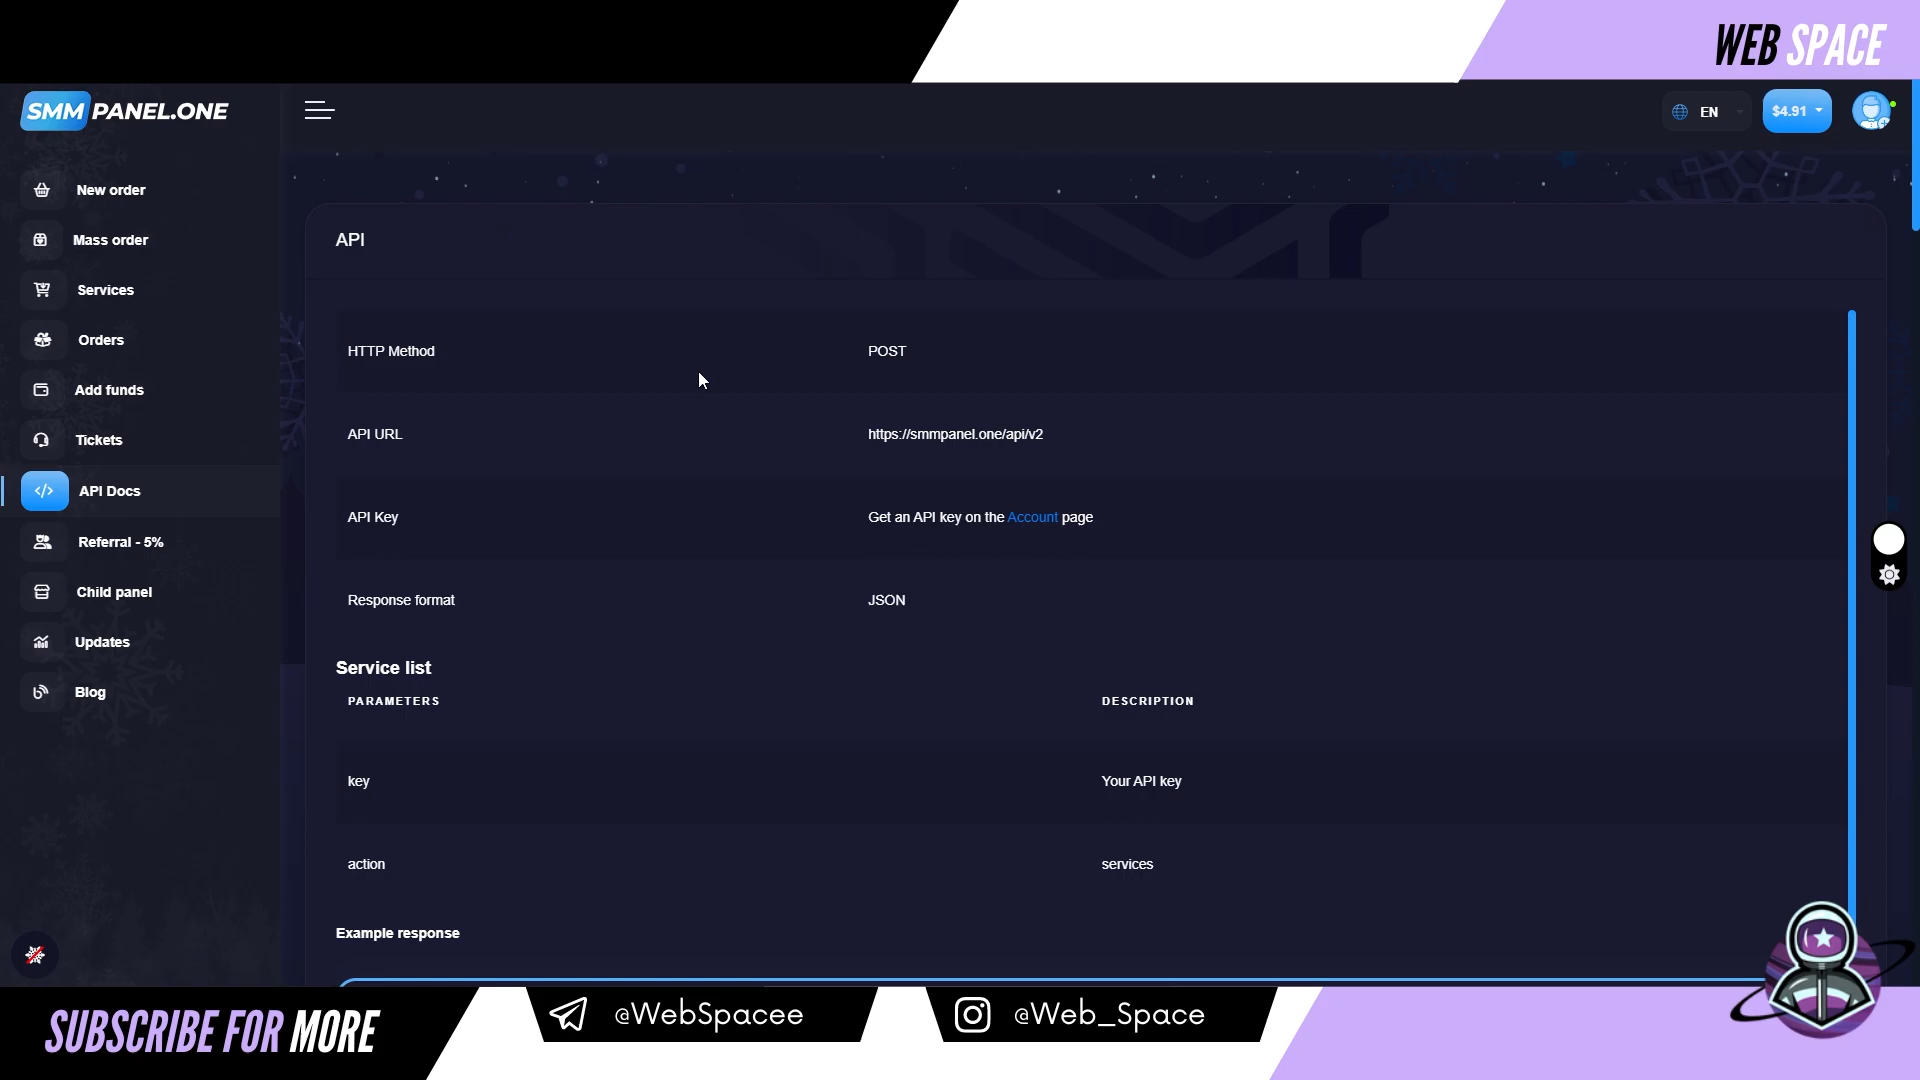 WEB SPACE
SMM PANEL.ONE
EN
$4.91
New order
Mass order
Services
Orders
Add funds
Tickets
API Docs
Referral - 5%
Child panel
Updates
Blog
API
HTTP Method
POST
API URL
https://smmpanel.one/api/v2
API Key
Get an API key on the Account page
Response format
JSON
Service list
PARAMETERS
DESCRIPTION
key
Your API key
action
services
Example response
SUBSCRIBE FOR MORE
@WebSpacee
@Web_Space